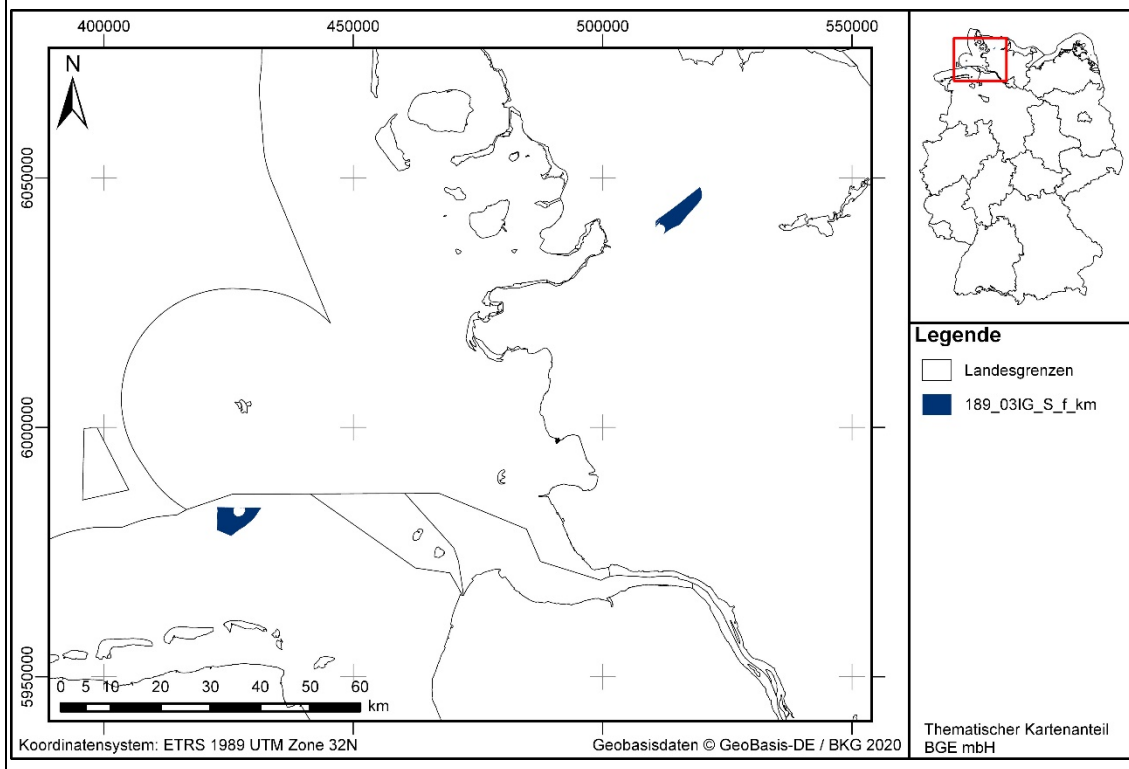 400000 450000 500000 550000
N
6050000
6000000
5950000
0 5 10 20 30 40 50 60
km
Koordinatensystem: ETRS 1989 UTM Zone 32N
Geobasisdaten © GeoBasis-DE / BKG 2020
Legende
Landesgrenzen
189_03IG_S_f_km
Thematischer Kartenanteil
BGE mbH